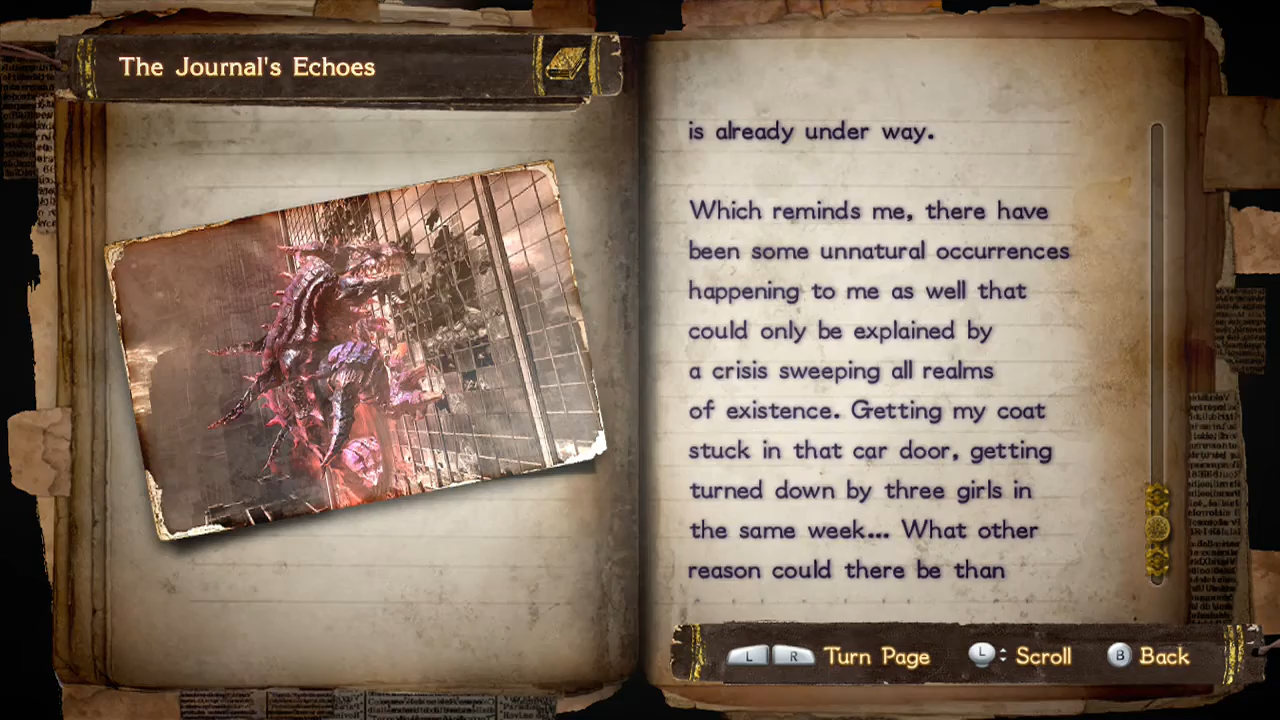 The Journal's Echoes
is already under way.
Which reminds me, there have
been some unnatural occurrences
happening to me as well that
could only be explained by
a crisis sweeping all realms
of existence. Getting my coat
stuck in that car door, getting
turned down by three girls in
the same week... What other
reason could there be than
L R Turn Page L Scroll B Back